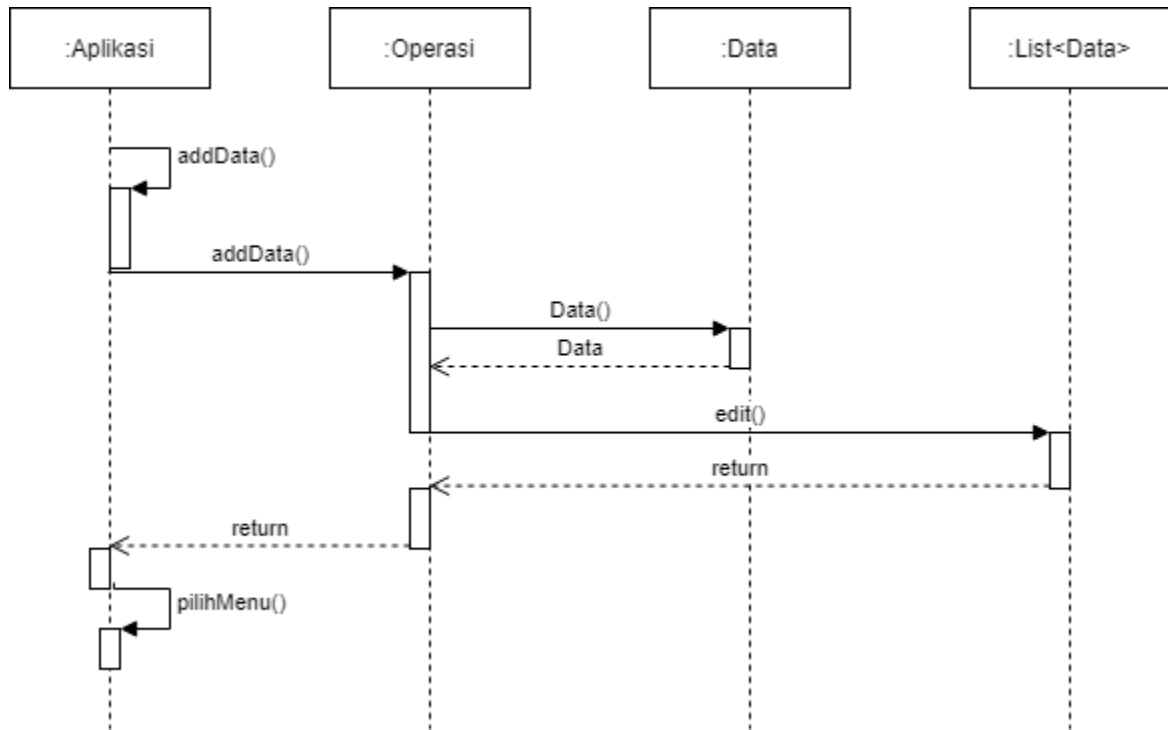 :Aplikasi
:Operasi
:Data
:List<Data>
addData()
addData()
Data()
Data
edit()
return
return
pilihMenu()